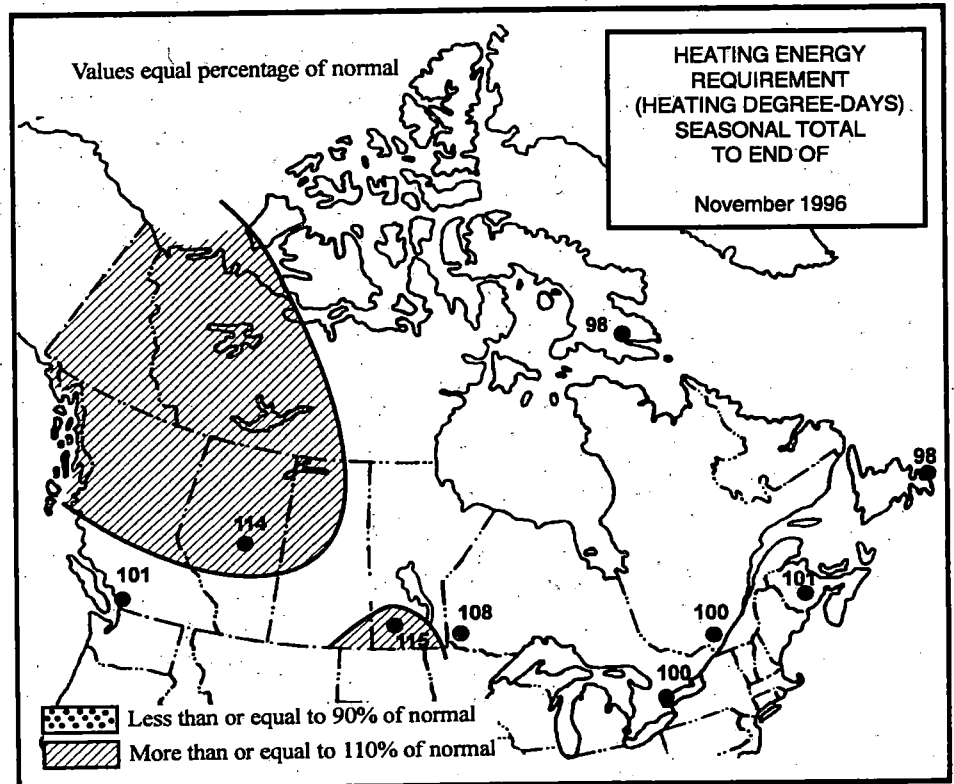 Values equal percentage of normal
HEATING ENERGY
REQUIREMENT
(HEATING DEGREE-DAYS)
SEASONAL TOTAL
TO END OF
November 1996
98
98
114
101
101
108
100
115
100
Less than or equal to 90% of normal
More than or equal to 110% of normal